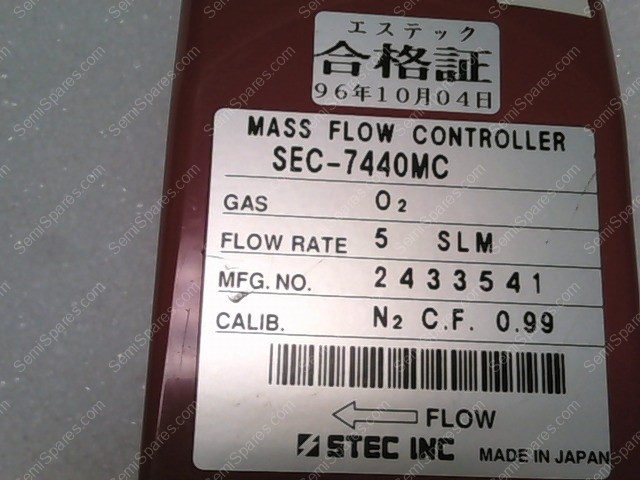 エステック
合格証
96年10月04日
MASS FLOW CONTROLLER
SEC-7440MC
GAS O2
FLOW RATE 5 SLM
MFG. NO. 2433541
CALIB. N2 C.F. 0.99
FLOW
STEC INC MADE IN JAPAN
SemiSpares.com